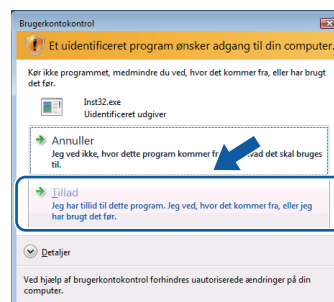 Brugerkontokontrol
Et uidentificeret program ønsker adgang til din computer.
Kør ikke programmet, medmindre du ved, hvor det kommer fra, eller har brugt
det før.
Inst32.exe
Uidentificeret udgiver
Annuller
Jeg ved ikke, hvor dette program kommer fra vad det skal bruges
til.
Tillad
Jeg har tillid til dette program. Jeg ved, hvor det kommer fra, eller jeg
har brugt det før.
Detaljer
Ved hjælp af brugerkontokontrol forhindres uautoriserede ændringer på din
computer.